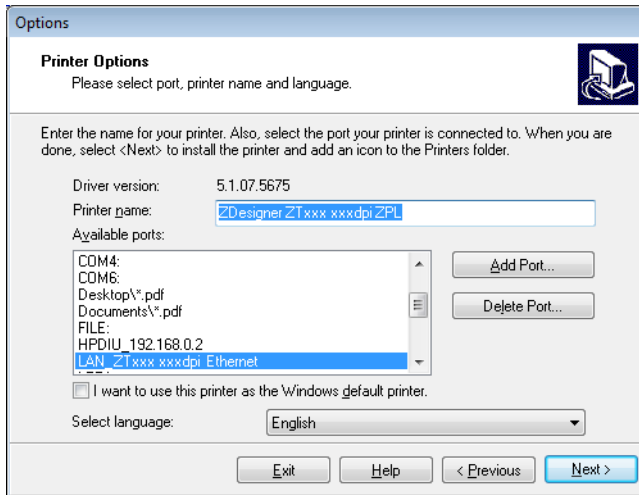 Options
Printer Options
Please select port, printer name and language.
Enter the name for your printer. Also, select the port your printer is connected to. When you are
done, select <Next> to install the printer and add an icon to the Printers folder.
Driver version: 5.1.07.5675
Printer name: ZDesigner ZTxxx xxxdpi ZPL
Available ports:
COM4:
COM6:
Desktop\*.pdf
Documents\*.pdf
FILE:
HPDIU_192.168.0.2
LAN_ZTxxx xxxdpi Ethernet
Add Port...
Delete Port...
I want to use this printer as the Windows default printer.
Select language: English
Exit Help < Previous Next >